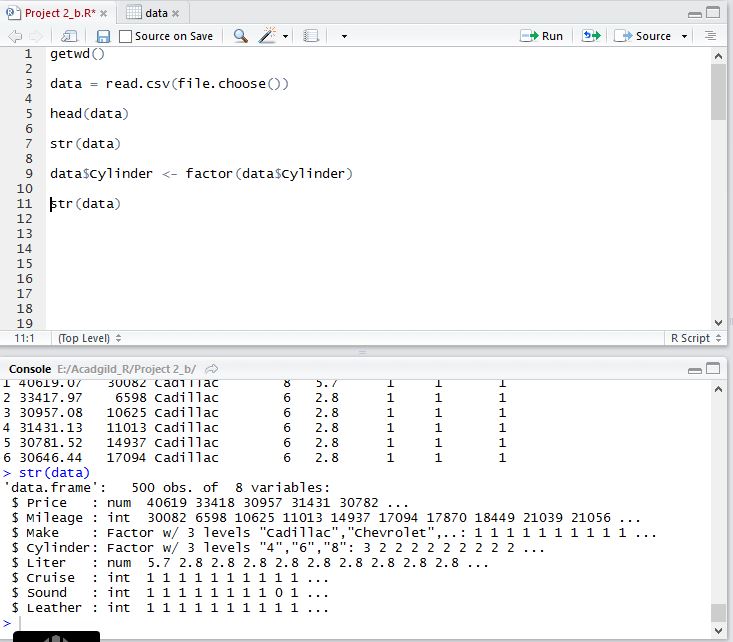 Project 2_b.R* × data ×
Source on Save Run Source
1 getwd()
2
3 data = read.csv(file.choose())
4
5 head(data)
6
7 str(data)
8
9 data$Cylinder <- factor(data$Cylinder)
10
11 str(data)
12
13
14
15
16
17
18
19
11:1 (Top Level) R Script
Console E:/Acadgild_R/Project 2_b/
1 40619.07 30082 Cadillac 8 5.7 1 1 1
2 33417.97 6598 Cadillac 6 2.8 1 1 1
3 30957.08 10625 Cadillac 6 2.8 1 1 1
4 31431.13 11013 Cadillac 6 2.8 1 1 1
5 30781.52 14937 Cadillac 6 2.8 1 1 1
6 30646.44 17094 Cadillac 6 2.8 1 1 1
> str(data)
'data.frame': 500 obs. of 8 variables:
$ Price : num 40619 33418 30957 31431 30782 ...
$ Mileage : int 30082 6598 10625 11013 14937 17094 17870 18449 21039 21056 ...
$ Make : Factor w/ 3 levels "Cadillac","Chevrolet",..: 1 1 1 1 1 1 1 1 1 1 ...
$ Cylinder: Factor w/ 3 levels "4","6","8": 3 2 2 2 2 2 2 2 2 2 ...
$ Liter : num 5.7 2.8 2.8 2.8 2.8 2.8 2.8 2.8 2.8 2.8 ...
$ Cruise : int 1 1 1 1 1 1 1 1 1 1 ...
$ Sound : int 1 1 1 1 1 1 1 1 0 1 ...
$ Leather : int 1 1 1 1 1 1 1 1 1 1 ...
>